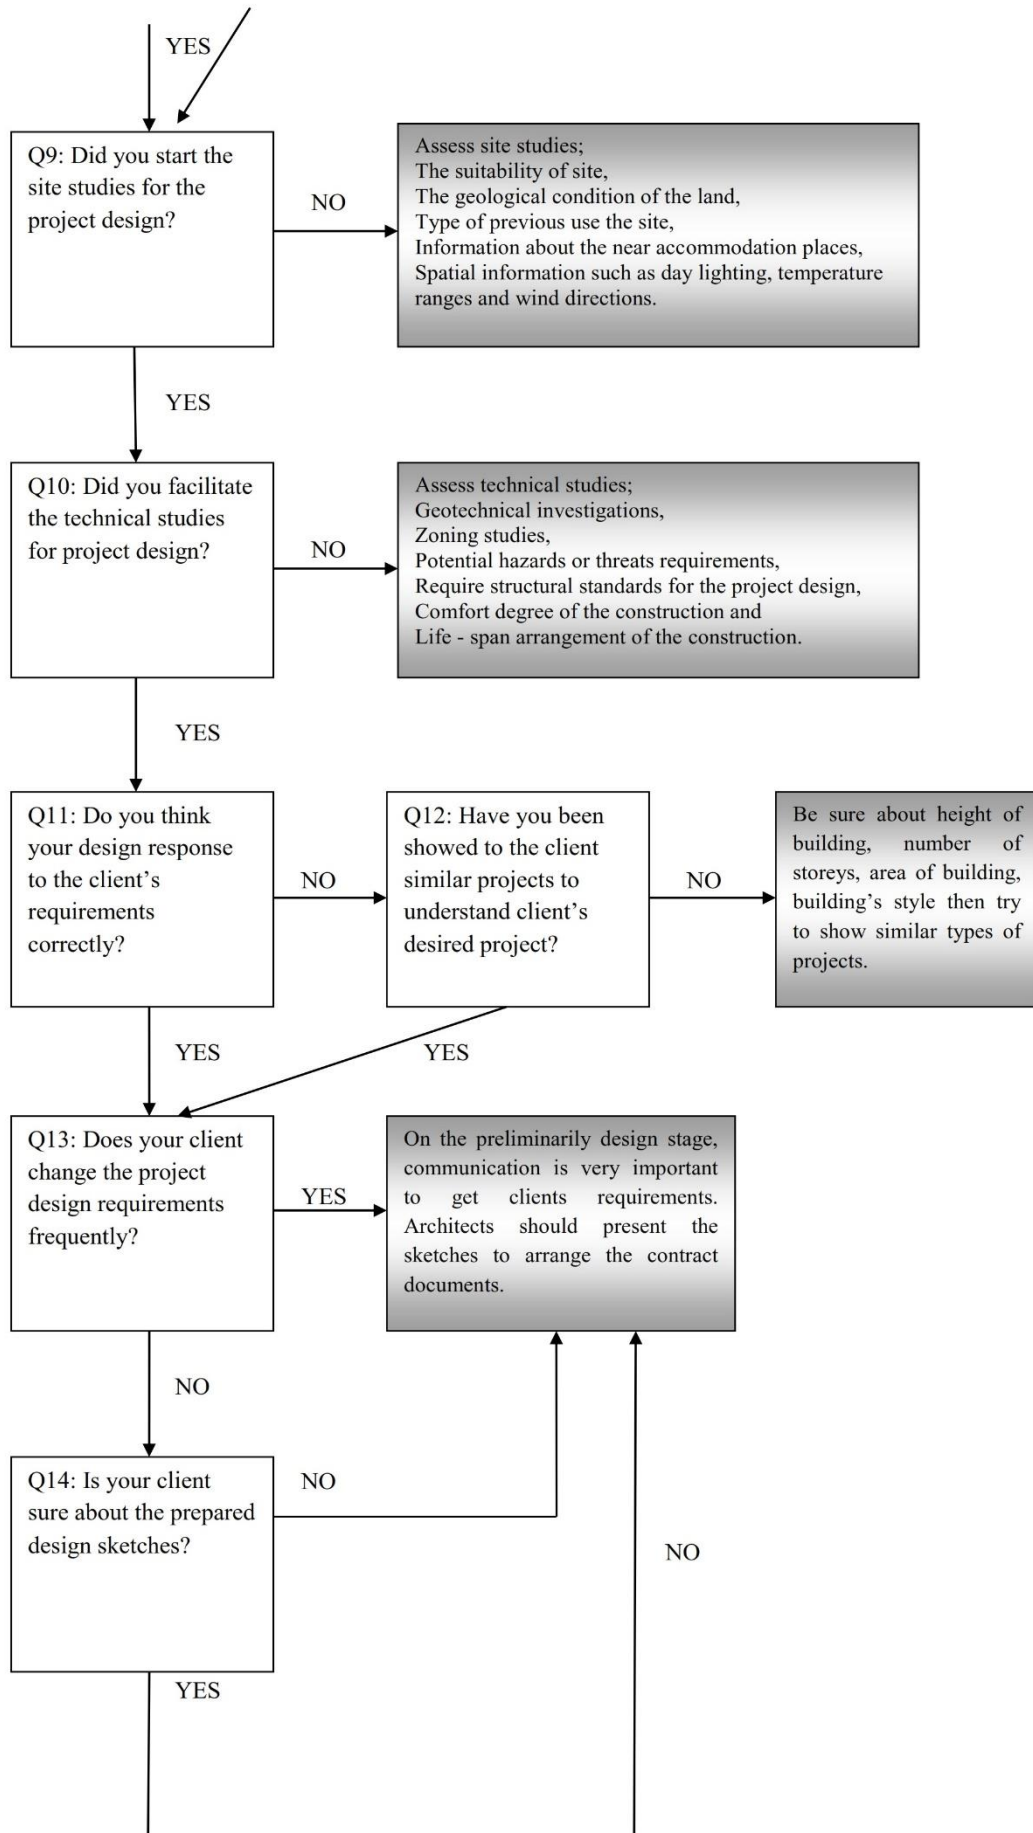 YES
Q9: Did you start the
site studies for the
project design?
NO
Assess site studies;
The suitability of site,
The geological condition of the land,
Type of previous use the site,
Information about the near accommodation places,
Spatial information such as day lighting, temperature
ranges and wind directions.
YES
Q10: Did you facilitate
the technical studies
for project design?
NO
Assess technical studies;
Geotechnical investigations,
Zoning studies,
Potential hazards or threats requirements,
Require structural standards for the project design,
Comfort degree of the construction and
Life - span arrangement of the construction.
YES
Q11: Do you think
your design response
to the client's
requirements
correctly?
NO
Q12: Have you been
showed to the client
similar projects to
understand client's
desired project?
NO
Be sure about height of
building, number of
storeys, area of building,
building's style then try
to show similar types of
projects.
YES
YES
Q13: Does your client
change the project
design requirements
frequently?
YES
On the preliminarily design stage,
communication is very important
to get clients requirements.
Architects should present the
sketches to arrange the contract
documents.
NO
Q14: Is your client
sure about the prepared
design sketches?
NO
NO
YES